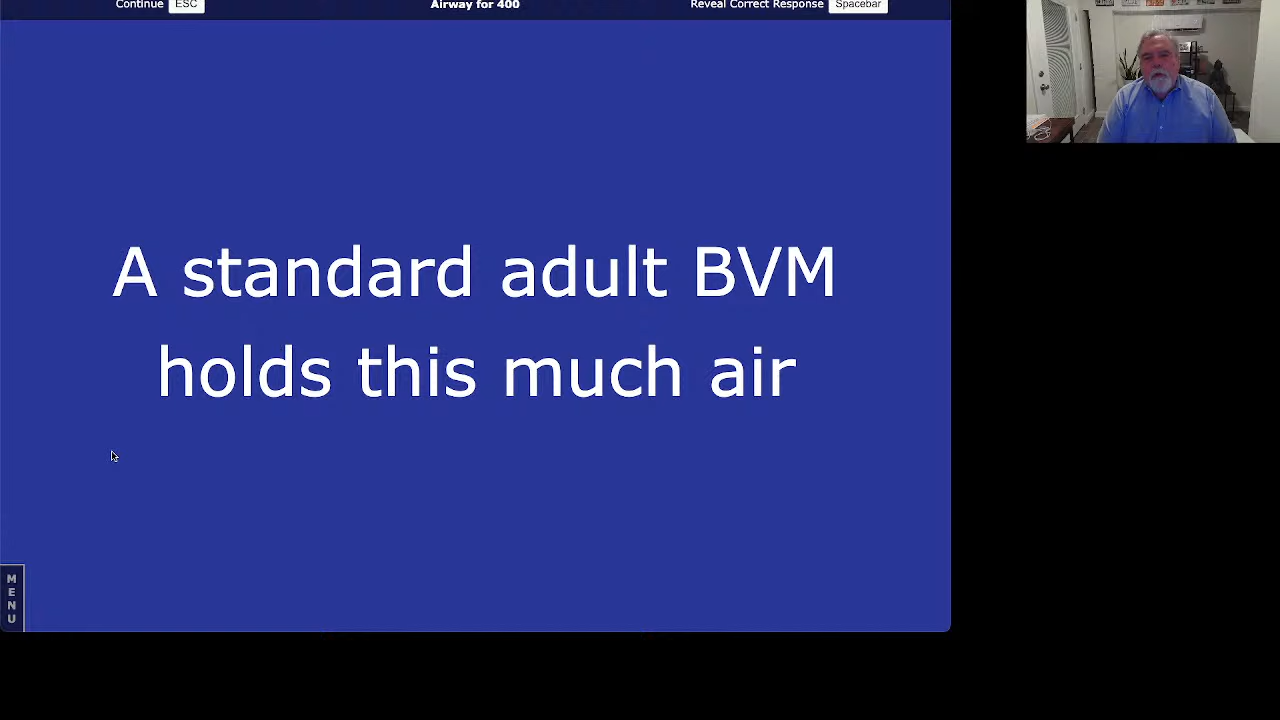 Continue ESC Airway for 400 Reveal Correct Response Spacebar
A standard adult BVM
holds this much air
MENU